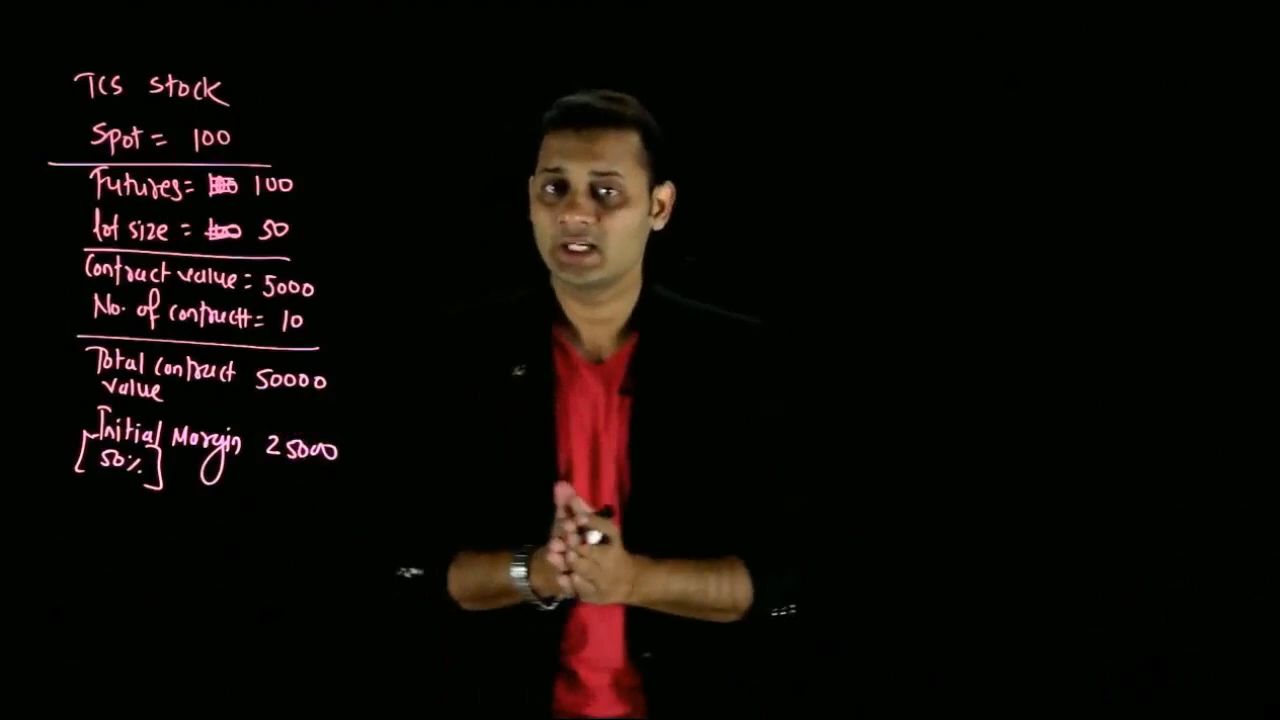 TCS stock
Spot = 100
Futures = 100
lot size = 50
Contract value = 5000
No. of contract = 10
Total contract 50000
value
Initial Margin 25000
[50%]